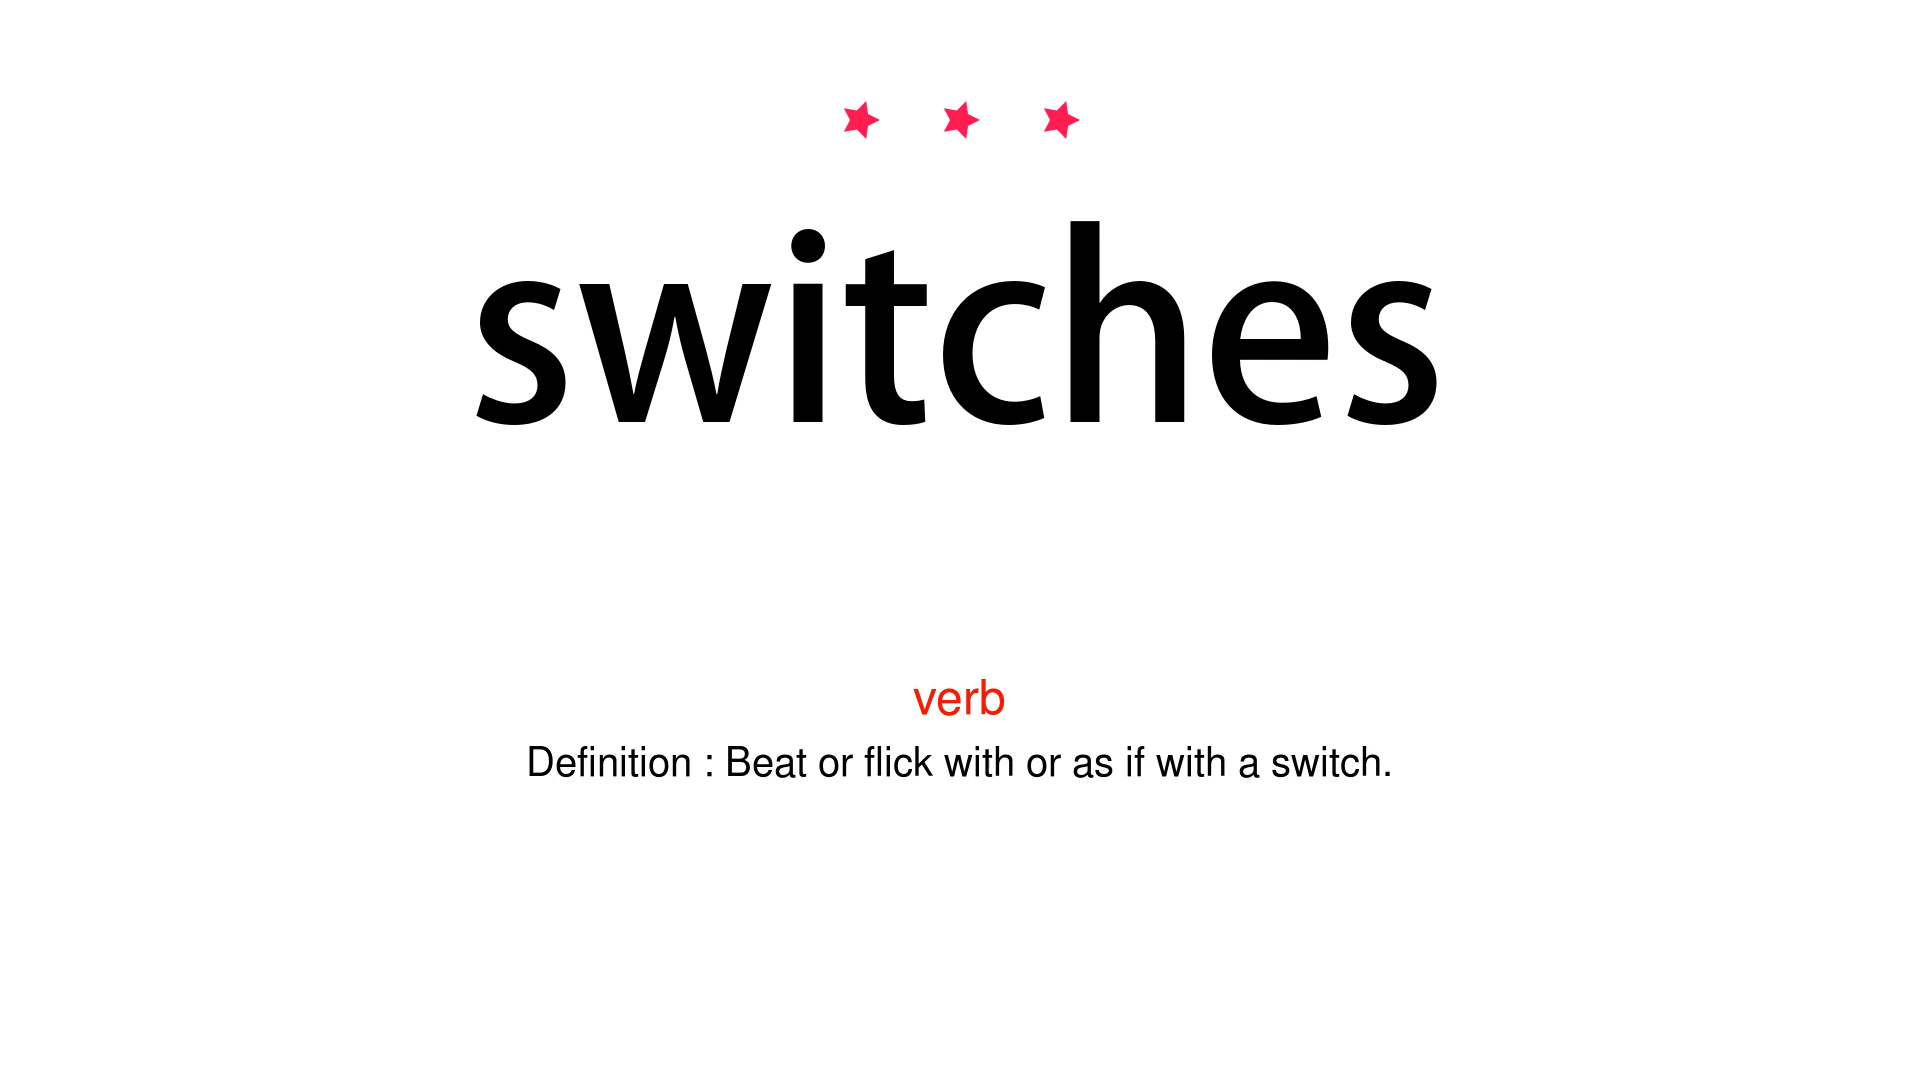 switches
verb
Definition : Beat or flick with or as if with a switch.